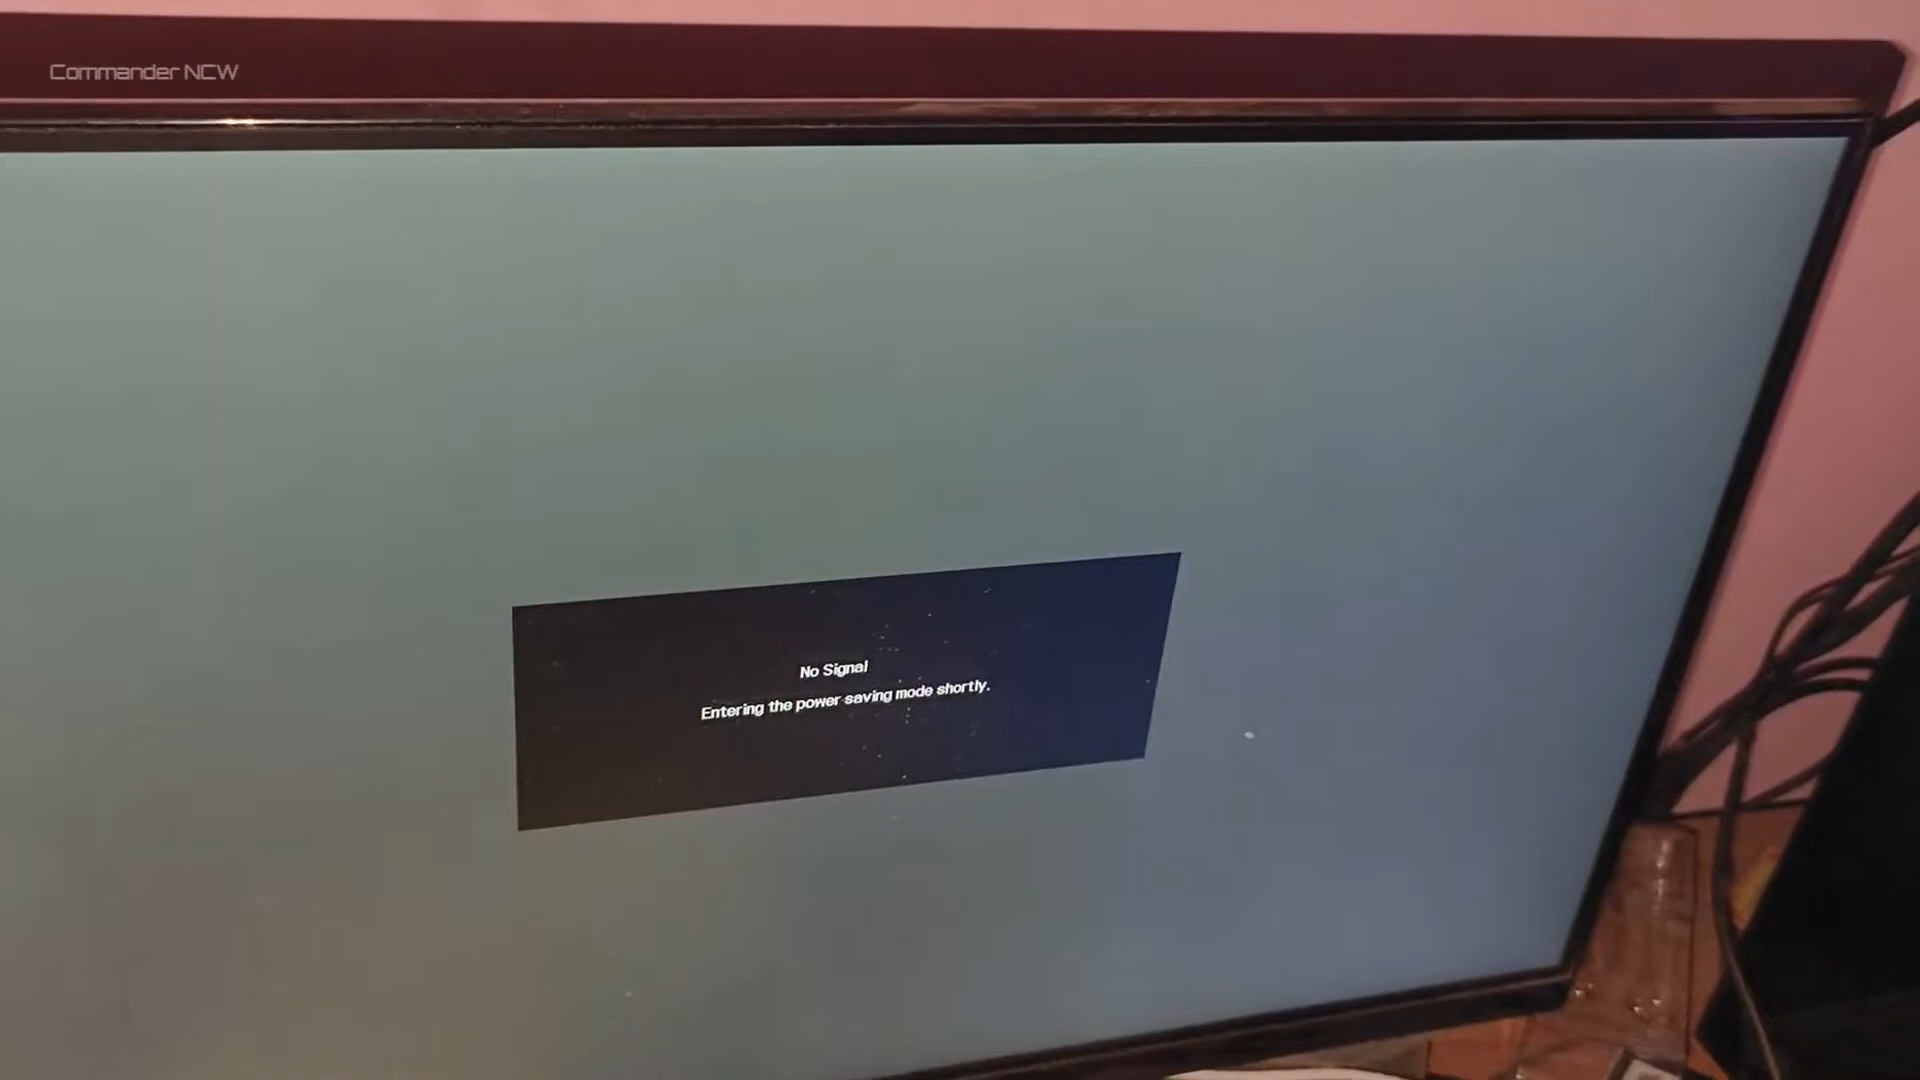 Commander NCW
No Signal
Entering the power saving mode shortly.